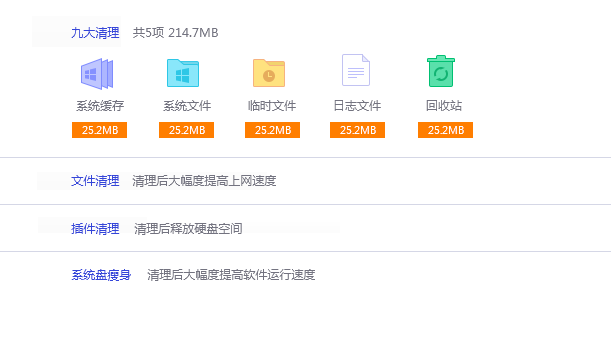 九大清理 共5项 214.7MB
系统缓存 系统文件 临时文件 日志文件 回收站
25.2MB 25.2MB 25.2MB 25.2MB 25.2MB
文件清理 清理后大幅度提高上网速度
插件清理 清理后释放硬盘空间
系统盘瘦身 清理后大幅度提高软件运行速度